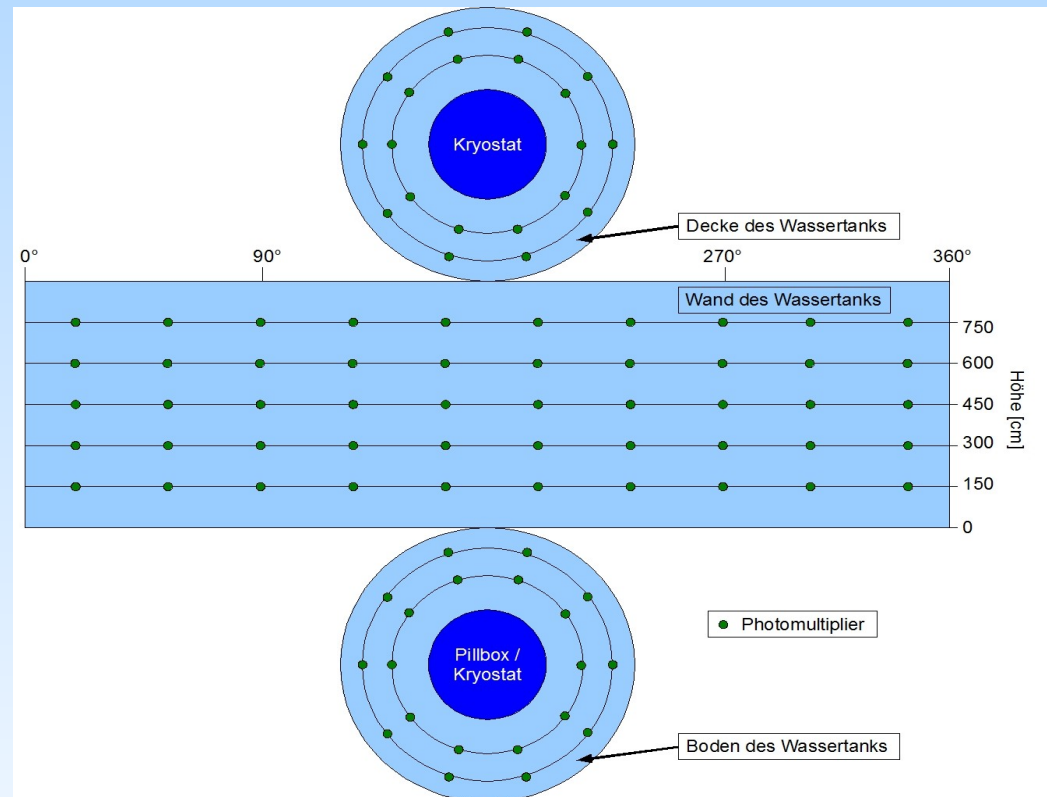 Kryostat
Decke des Wassertanks
0°
90°
270°
360°
Wand des Wassertanks
750
600
450
300
150
0
Höhe [cm]
Photomultiplier
Pillbox /
Kryostat
Boden des Wassertanks